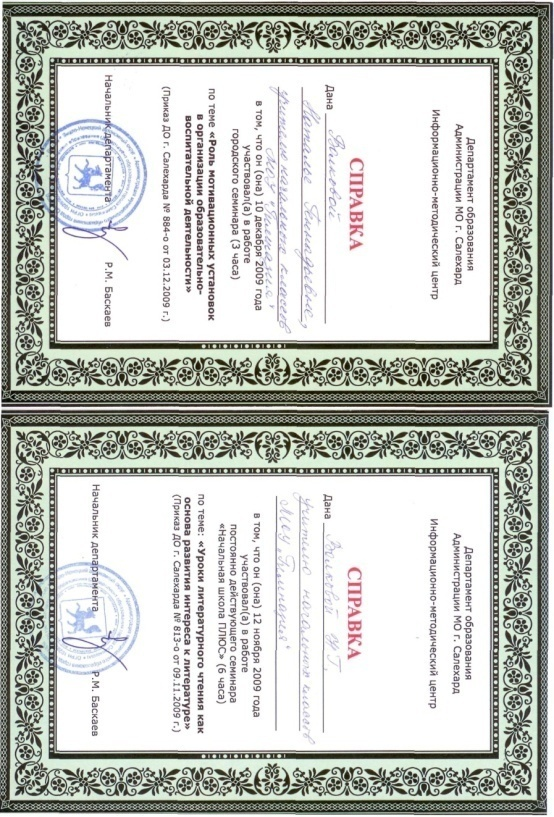 Департамент образования
Администрации МО г. Салехард
Информационно-методический центр
СПРАВКА
Дана
учителю начальных классов
МОУ „Гимназия“,
в том, что он (она) 10 декабря 2009 года
участвовал(а) в работе
городского семинара (3 часа)
по теме «Роль мотивационных установок
в организации образовательно-
воспитательной деятельности»
(Приказ ДО г. Салехарда № 884-о от 03.12.2009 г.)
Начальник департамента Р.М. Баскаев
Департамент образования
Администрации МО г. Салехард
Информационно-методический центр
СПРАВКА
Дана
учителю начальных классов
МОУ „Гимназия“
в том, что он (она) 12 ноября 2009 года
участвовал(а) в работе
постоянно действующего семинара
«Начальная школа ПЛЮС» (6 часа)
по теме: «Уроки литературного чтения как
основа развития интереса к литературе»
(Приказ ДО г. Салехарда № 813-о от 09.11.2009 г.)
Начальник департамента Р.М. Баскаев